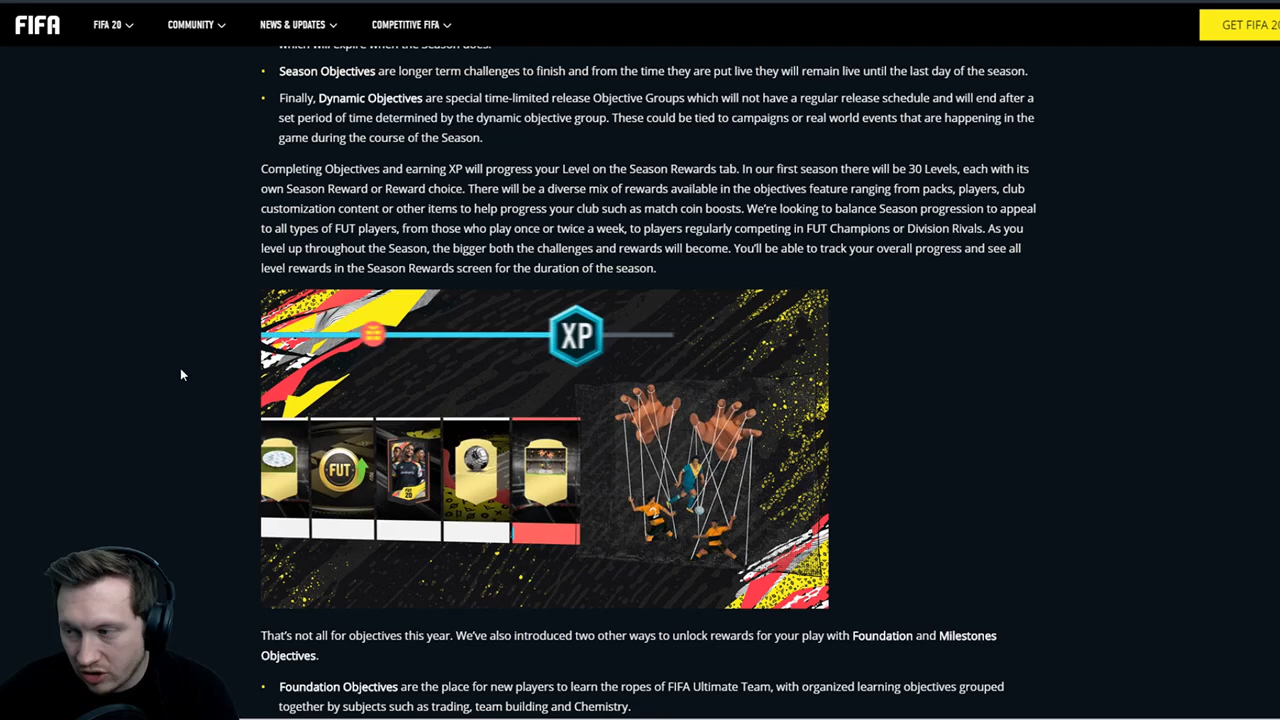 FIFA
FIFA 20
COMMUNITY
NEWS & UPDATES
COMPETITIVE FIFA
GET FIFA 20
which will expire when the Season does.
• Season Objectives are longer term challenges to finish and from the time they are put live they will remain live until the last day of the season.
• Finally, Dynamic Objectives are special time-limited release Objective Groups which will not have a regular release schedule and will end after a
set period of time determined by the dynamic objective group. These could be tied to campaigns or real world events that are happening in the
game during the course of the Season.
Completing Objectives and earning XP will progress your Level on the Season Rewards tab. In our first season there will be 30 Levels, each with its
own Season Reward or Reward choice. There will be a diverse mix of rewards available in the objectives feature ranging from packs, players, club
customization content or other items to help progress your club such as match coin boosts. We're looking to balance Season progression to appeal
to all types of FUT players, from those who play once or twice a week, to players regularly competing in FUT Champions or Division Rivals. As you
level up throughout the Season, the bigger both the challenges and rewards will become. You'll be able to track your overall progress and see all
level rewards in the Season Rewards screen for the duration of the season.
XP
FUT
FUT
20
2
That's not all for objectives this year. We've also introduced two other ways to unlock rewards for your play with Foundation and Milestones
Objectives.
• Foundation Objectives are the place for new players to learn the ropes of FIFA Ultimate Team, with organized learning objectives grouped
together by subjects such as trading, team building and Chemistry.